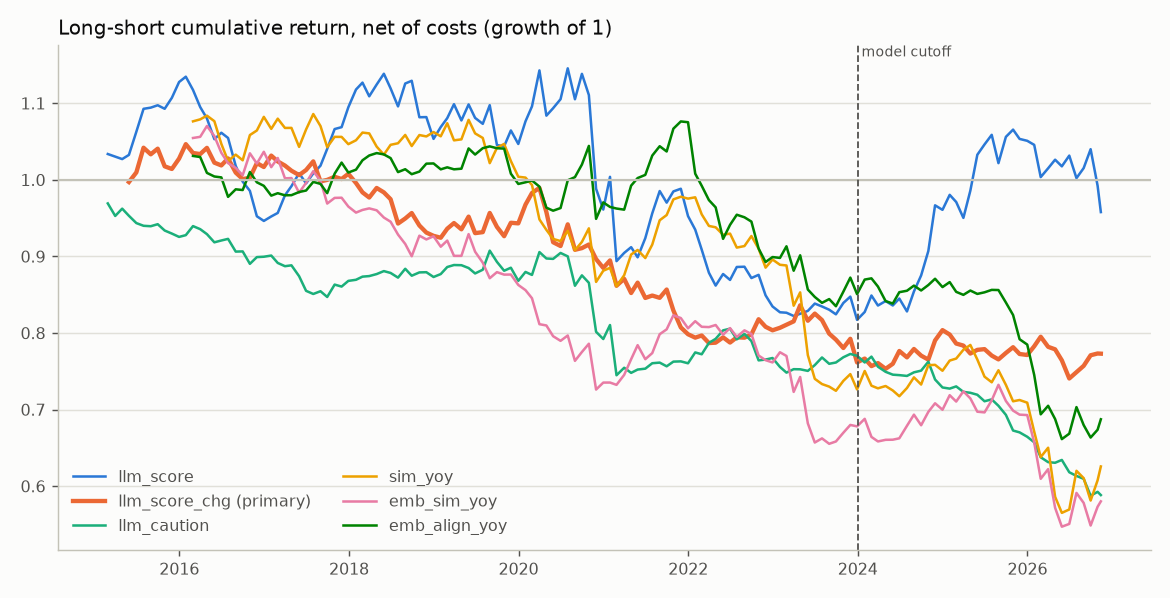 Long-short cumulative return, net of costs (growth of 1)
model cutoff
1.1
1.0
0.9
0.8
0.7
0.6
llm_score
llm_score_chg (primary)
llm_caution
sim_yoy
emb_sim_yoy
emb_align_yoy
2016
2018
2020
2022
2024
2026